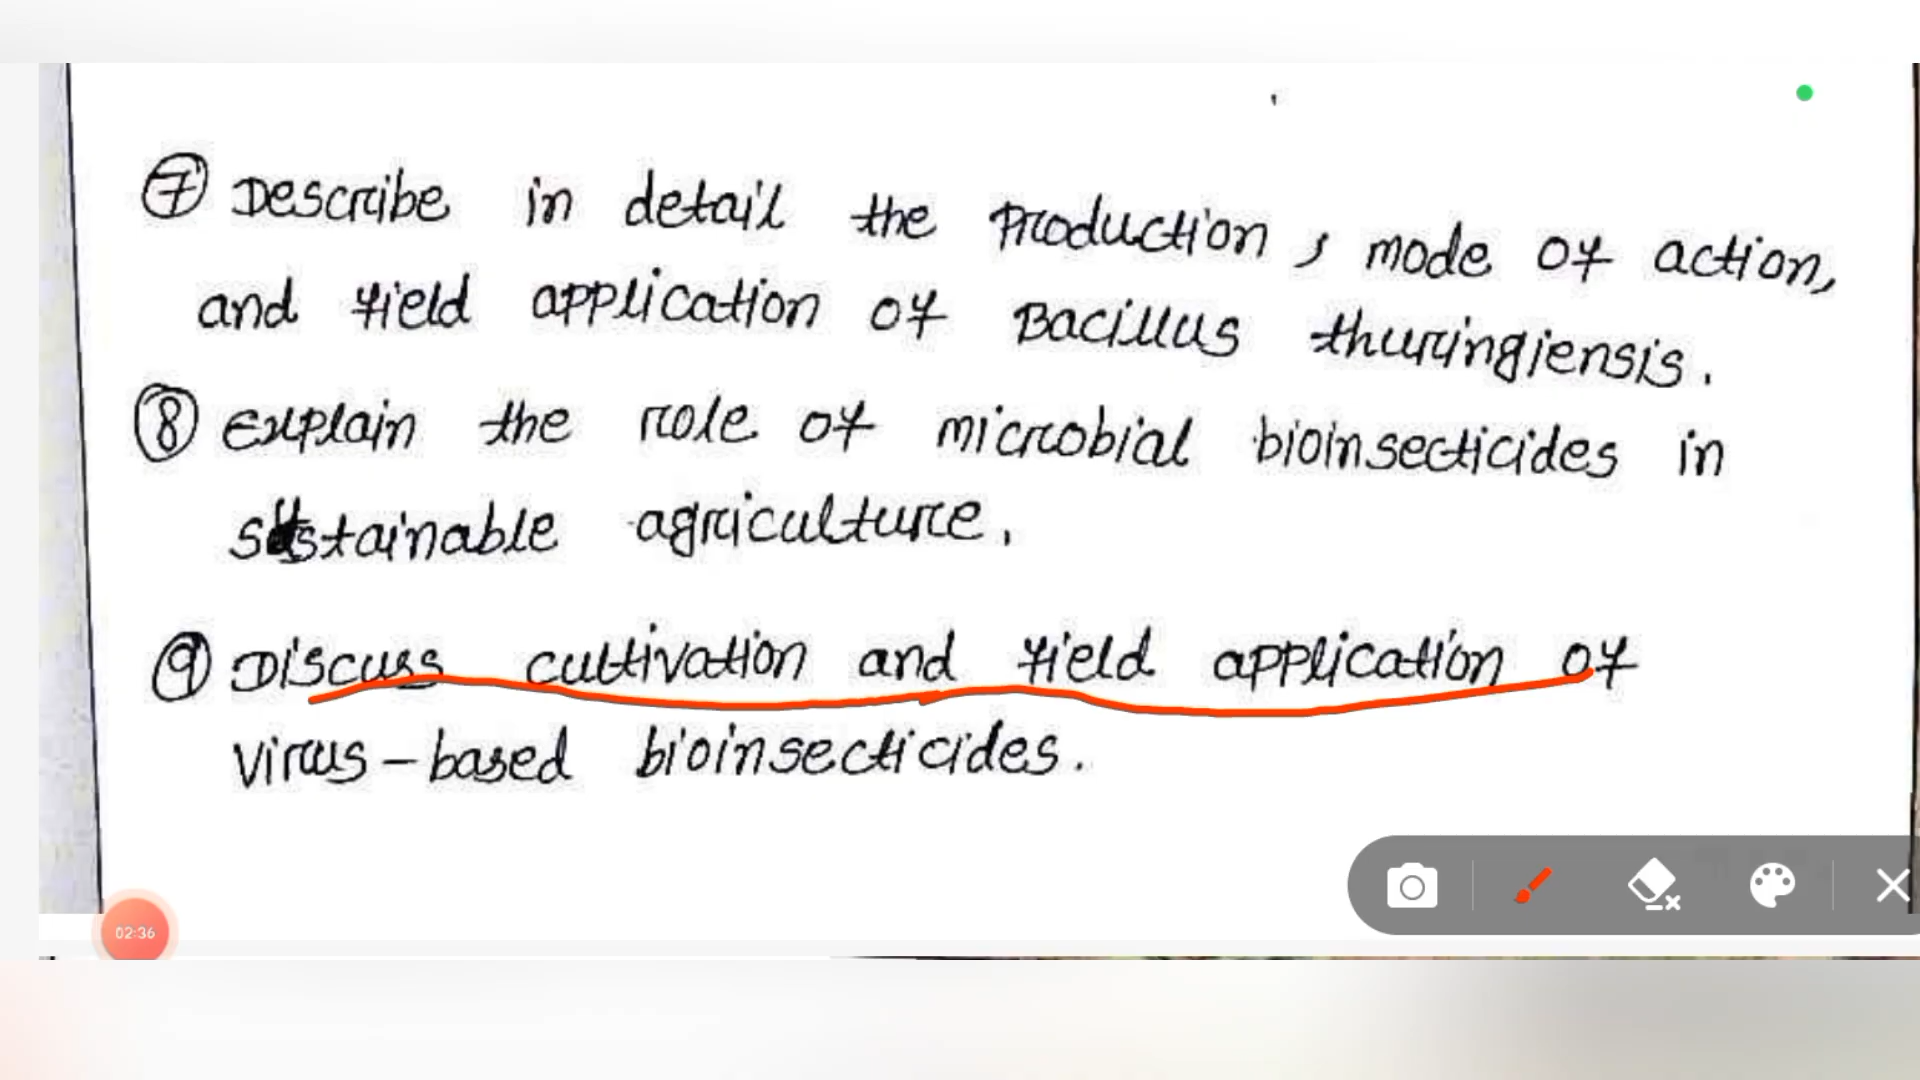 ⑦ Describe in detail the Production, mode of action,
and field application of Bacillus thuringiensis.
⑧ Explain the role of microbial bioinsecticides in
sustainable agriculture.
⑨ Discuss cultivation and field application of
virus-based bioinsecticides.
02:36